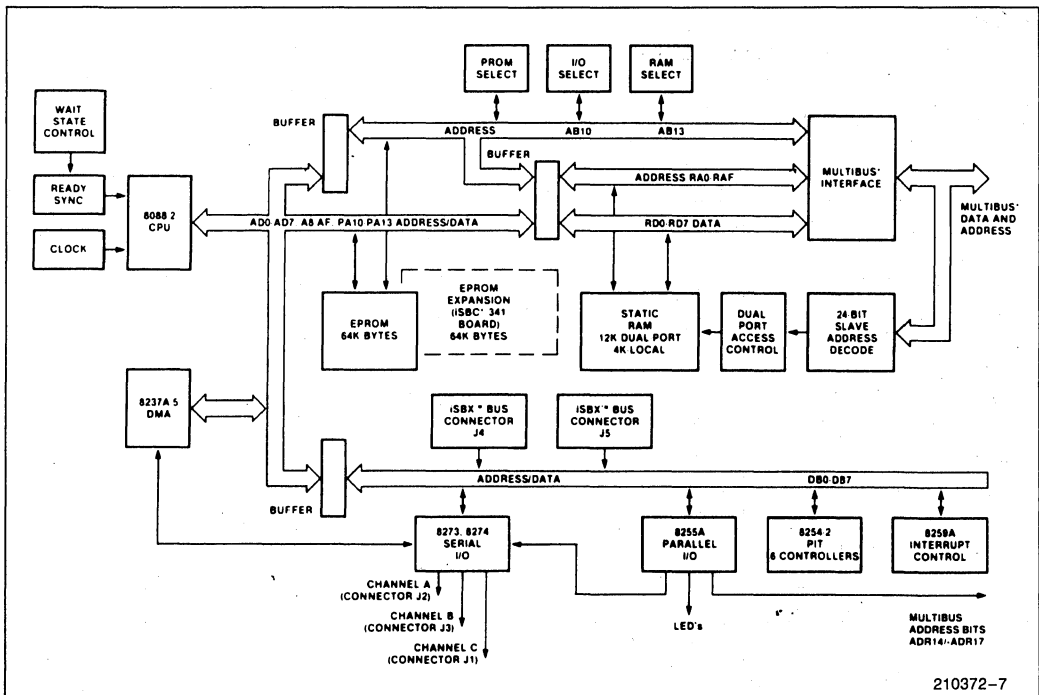 PROM
SELECT
I/O
SELECT
RAM
SELECT
WAIT
STATE
CONTROL
BUFFER
ADDRESS AB10 AB13
BUFFER
READY
SYNC
ADDRESS RA0-RAF
MULTIBUS'
INTERFACE
8088 2
CPU
AD0-AD7 A8 AF. PA10-PA13 ADDRESS/DATA
RD0-RD7 DATA
MULTIBUS'
DATA AND
ADDRESS
CLOCK
EPROM
64K BYTES
EPROM
EXPANSION
(iSBC' 341
BOARD)
64K BYTES
STATIC
RAM
12K DUAL PORT
4K LOCAL
DUAL
PORT
ACCESS
CONTROL
24-BIT
SLAVE
ADDRESS
DECODE
8237A 5
DMA
iSBX™ BUS
CONNECTOR
J4
iSBX™ BUS
CONNECTOR
J5
ADDRESS/DATA DB0-DB7
BUFFER
8273, 8274
SERIAL
I/O
8255A
PARALLEL
I/O
8254-2
PIT
6 CONTROLLERS
8259A
INTERRUPT
CONTROL
CHANNEL A
(CONNECTOR J2)
CHANNEL B
(CONNECTOR J3)
CHANNEL C
(CONNECTOR J1)
LED's
MULTIBUS
ADDRESS BITS
ADR14/-ADR17
210372-7